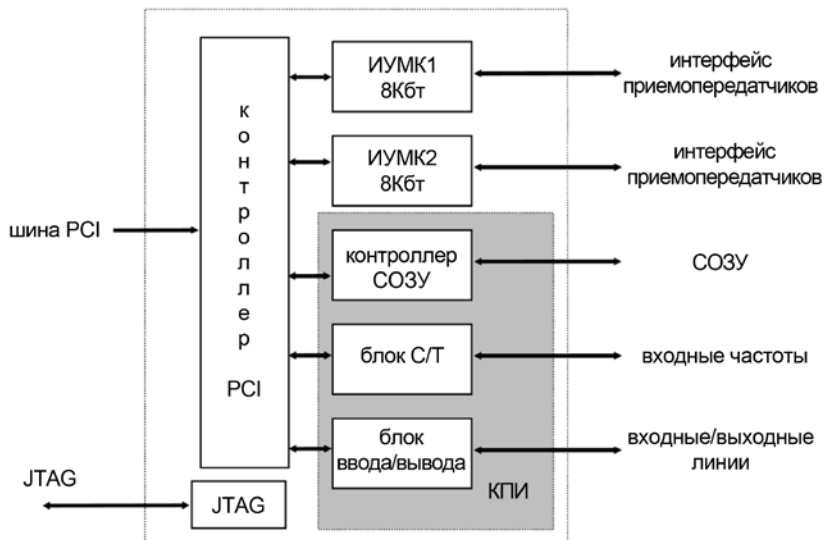 ИУМК1
8Кбт
интерфейс
приемопередатчиков
ИУМК2
8Кбт
интерфейс
приемопередатчиков
шина PCI
контроллер
PCI
контроллер
СОЗУ
СОЗУ
блок С/Т
входные частоты
блок
ввода/вывода
входные/выходные
линии
КПИ
JTAG
JTAG